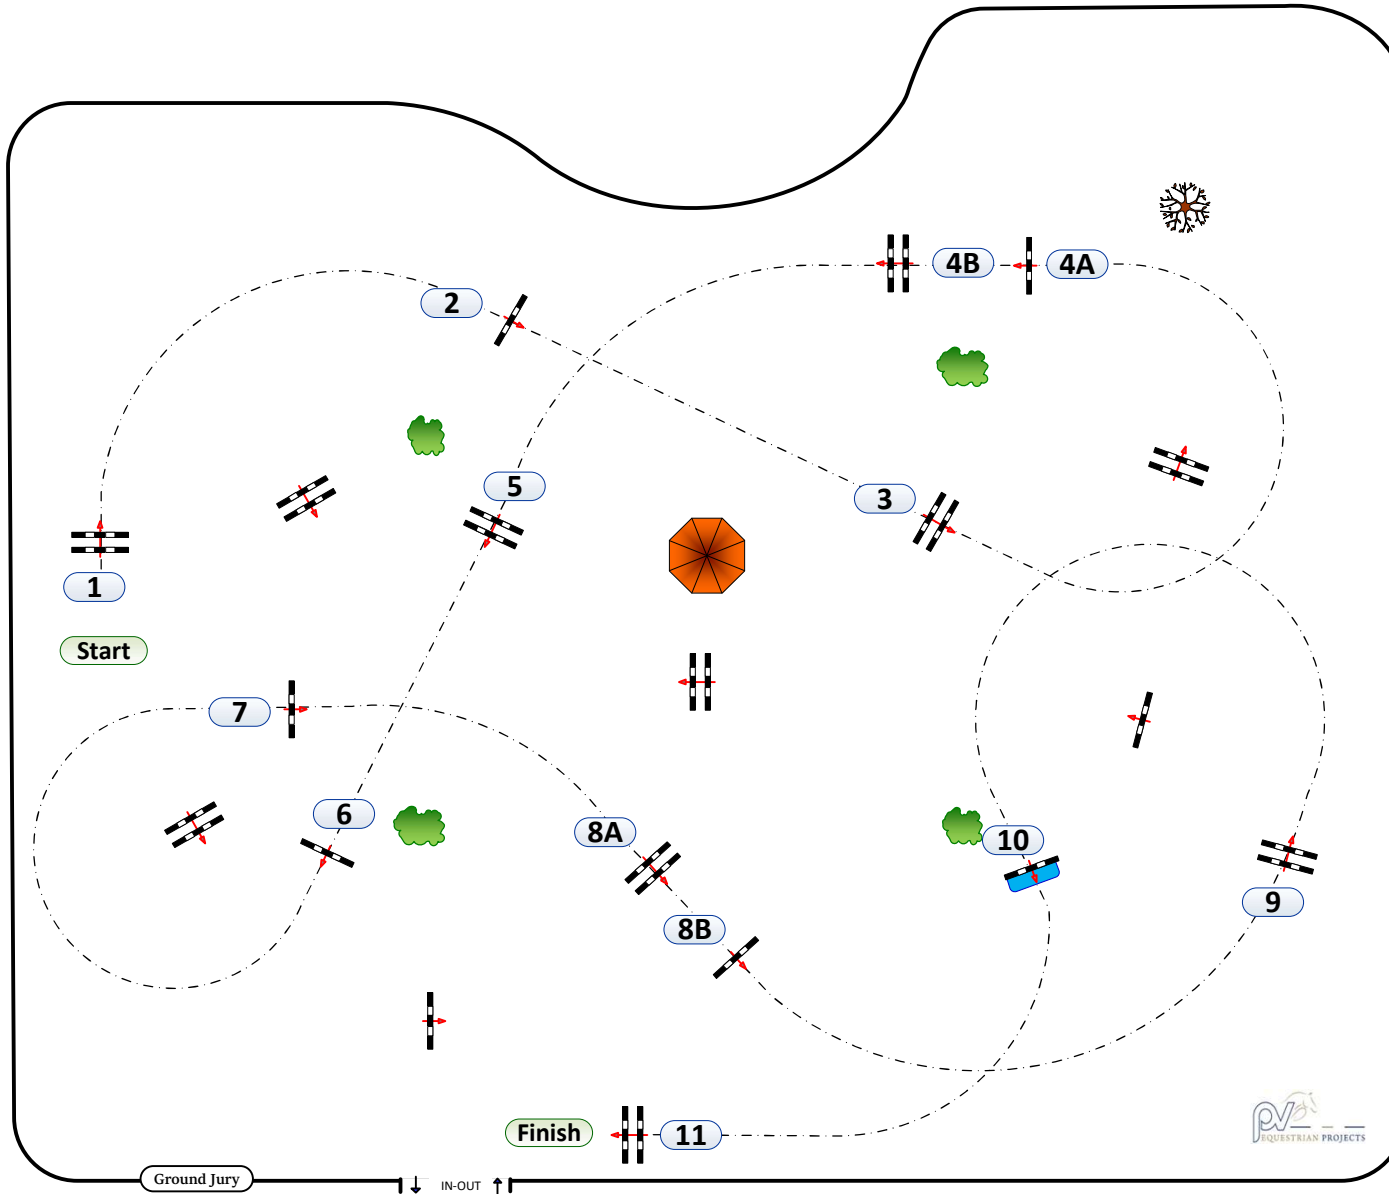 4B
4A
2
5
3
1
Start
7
6
8A
10
8B
9
Finish
11
PV
EQUESTRIAN PROJECTS
Ground Jury
IN-OUT